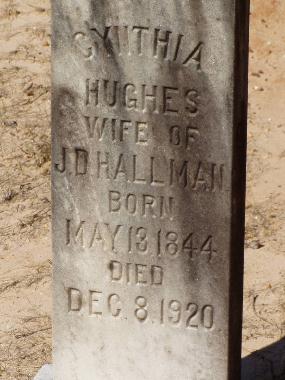 CYNTHIA
HUGHES
WIFE OF
J.D HALLMAN
BORN
MAY 13.1844
DIED
DEC. 8.1920